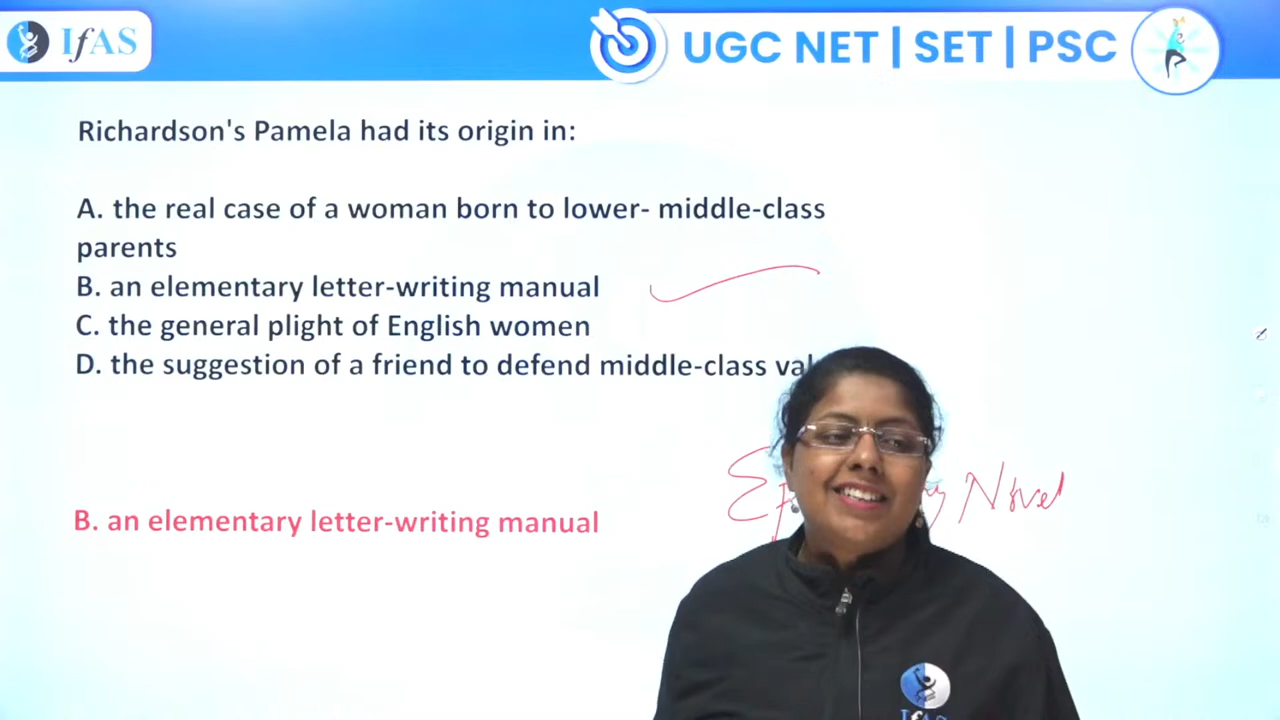 IfAS
UGC NET | SET | PSC
Richardson's Pamela had its origin in:
A. the real case of a woman born to lower- middle-class
parents
B. an elementary letter-writing manual
C. the general plight of English women
D. the suggestion of a friend to defend middle-class
Novel
B. an elementary letter-writing manual
IfAS